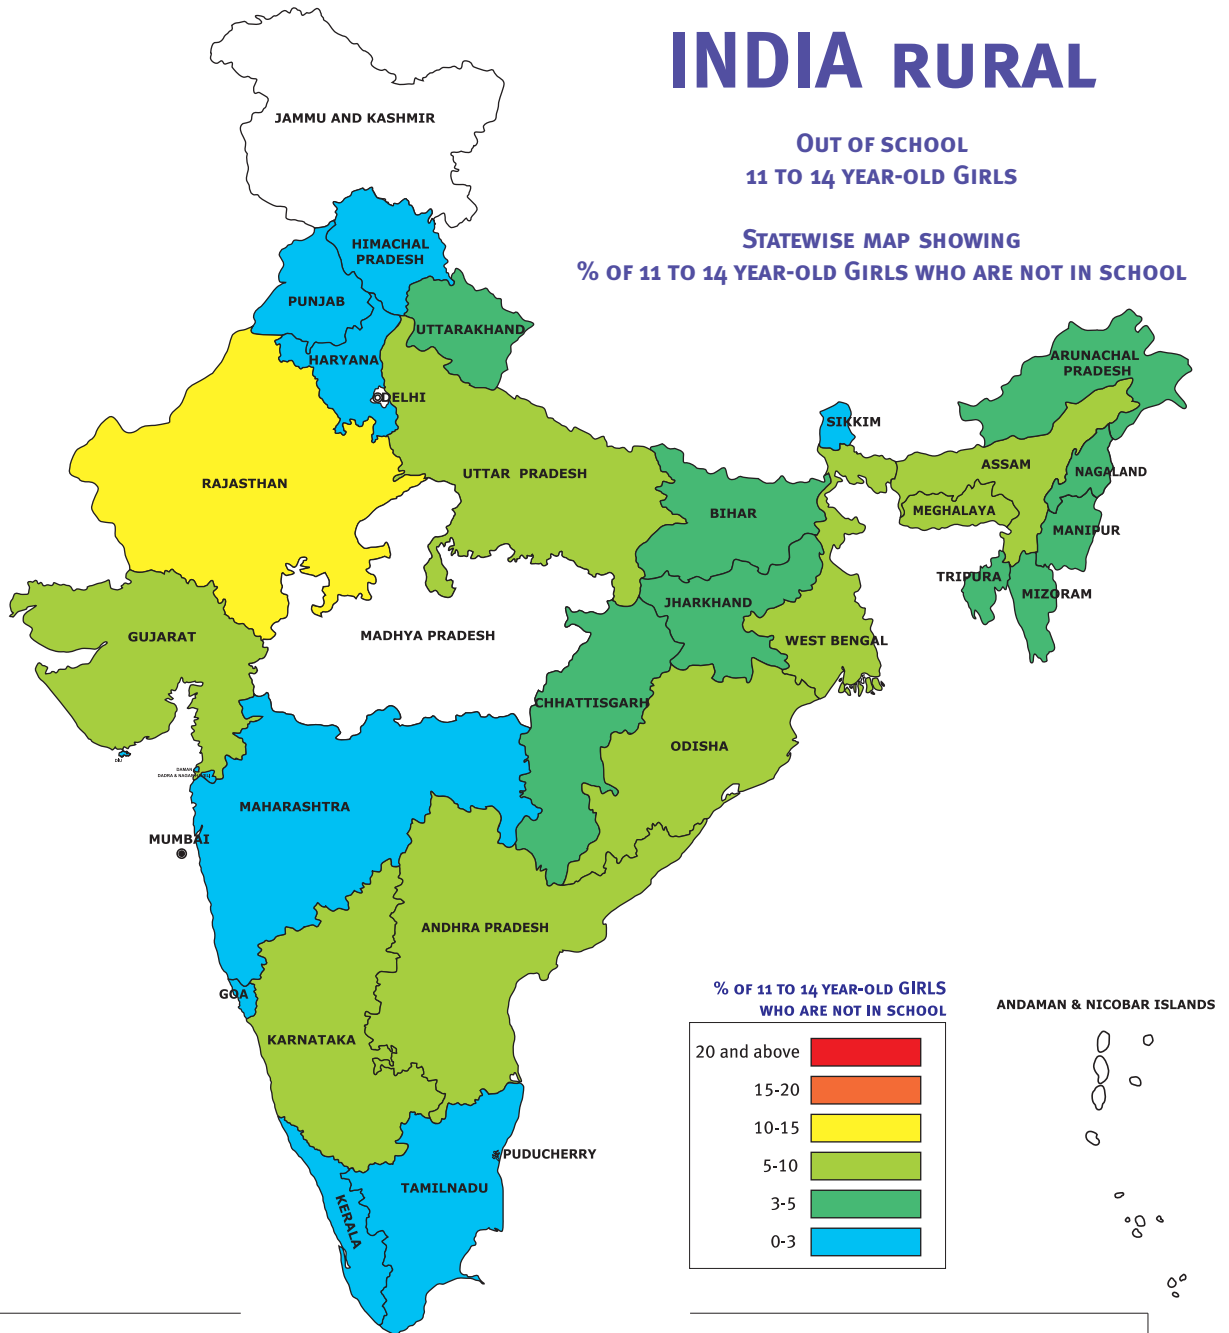 INDIA RURAL
OUT OF SCHOOL
11 TO 14 YEAR-OLD GIRLS
STATEWISE MAP SHOWING
% OF 11 TO 14 YEAR-OLD GIRLS WHO ARE NOT IN SCHOOL
JAMMU AND KASHMIR
HIMACHAL
PRADESH
PUNJAB
UTTARAKHAND
HARYANA
DELHI
ARUNACHAL
PRADESH
SIKKIM
RAJASTHAN
UTTAR PRADESH
ASSAM
NAGALAND
BIHAR
MEGHALAYA
MANIPUR
TRIPURA
MIZORAM
JHARKHAND
GUJARAT
MADHYA PRADESH
WEST BENGAL
CHHATTISGARH
ODISHA
DIU
DAMAN
DADRA & NAGAR
MAHARASHTRA
MUMBAI
ANDHRA PRADESH
GOA
KARNATAKA
PUDUCHERRY
TAMILNADU
KERALA
% OF 11 TO 14 YEAR-OLD GIRLS
WHO ARE NOT IN SCHOOL
20 and above
15-20
10-15
5-10
3-5
0-3
ANDAMAN & NICOBAR ISLANDS